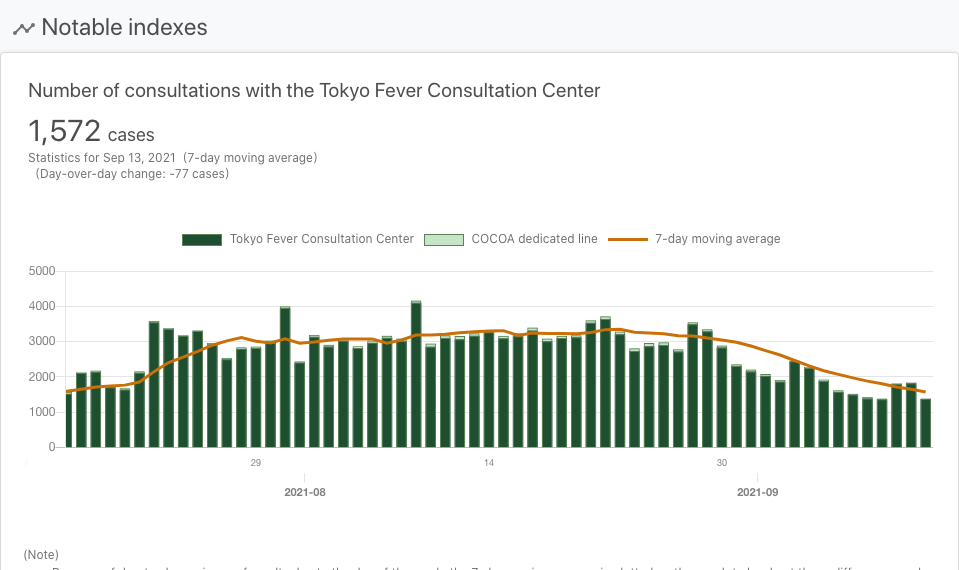 Notable indexes
Number of consultations with the Tokyo Fever Consultation Center
1,572 cases
Statistics for Sep 13, 2021 (7-day moving average)
(Day-over-day change: -77 cases)
Tokyo Fever Consultation Center COCOA dedicated line 7-day moving average
5000
4000
3000
2000
1000
0
29 14 30
2021-08 2021-09
(Note)